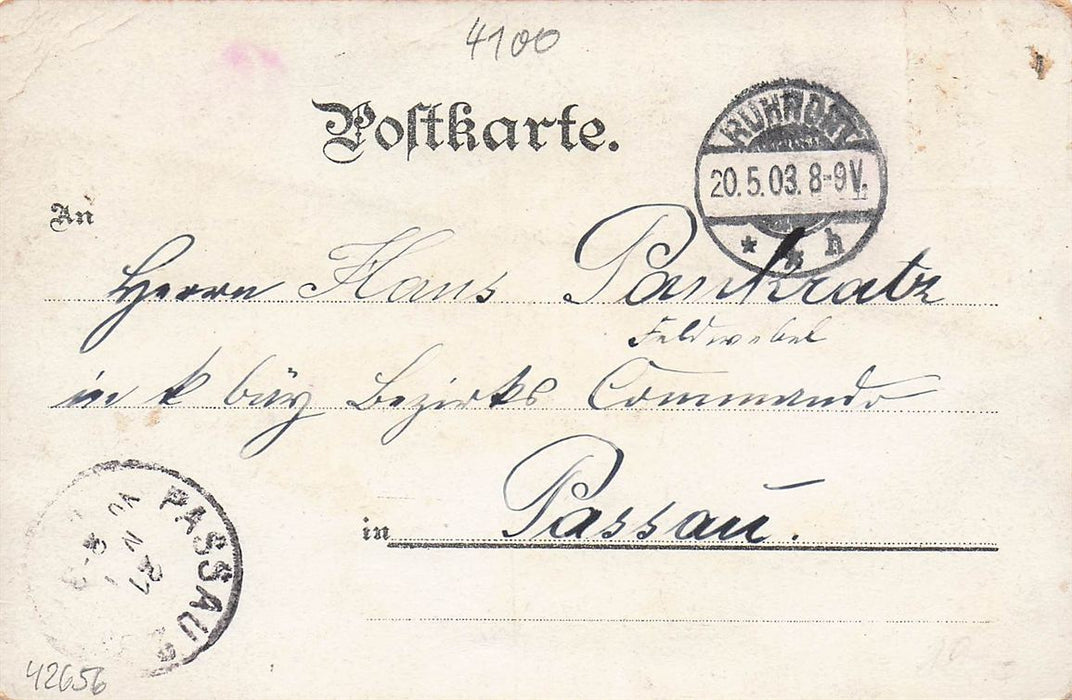 4100
Postkarte.
RUHRORT
20.5.03. 8-9V.
* h
An
Herrn Hans Pankratz
Feldwebel
im k bay Bezirks Commando
in Passau.
PASSAU
42656